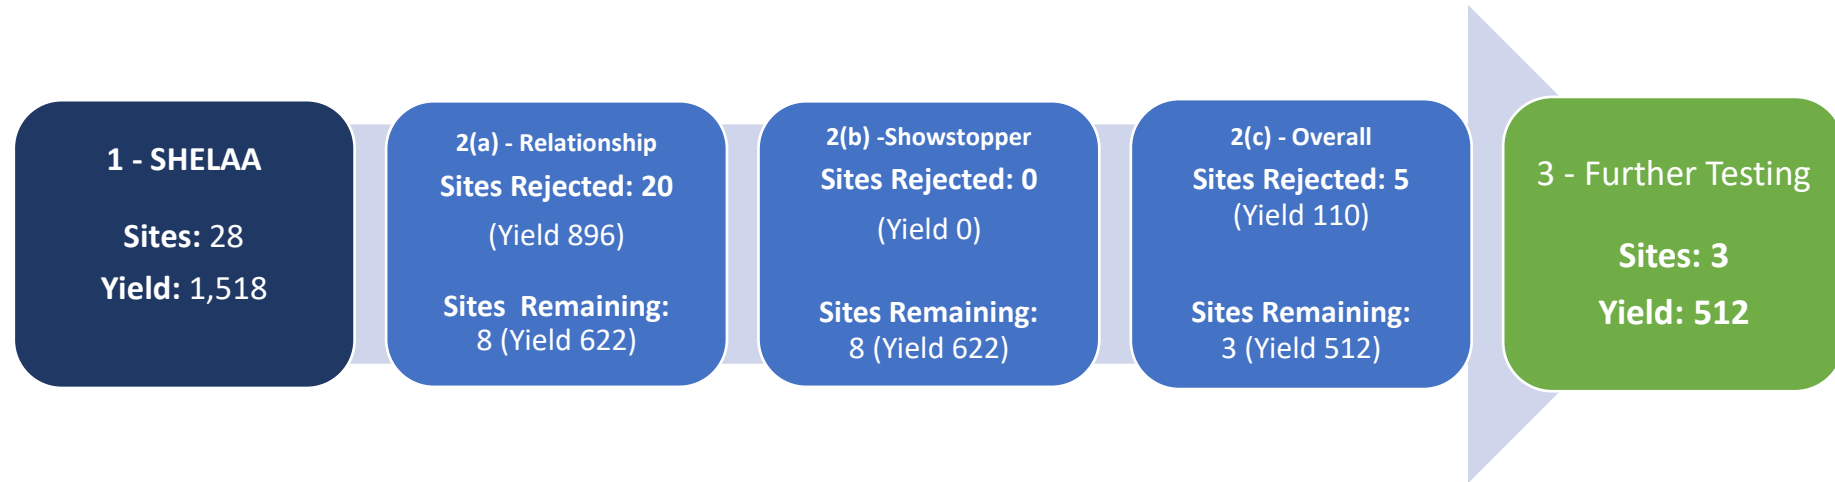 1 - SHELAA
Sites: 28
Yield: 1,518
2(a) - Relationship
Sites Rejected: 20
(Yield 896)
Sites Remaining:
8 (Yield 622)
2(b) -Showstopper
Sites Rejected: 0
(Yield 0)
Sites Remaining:
8 (Yield 622)
2(c) - Overall
Sites Rejected: 5
(Yield 110)
Sites Remaining:
3 (Yield 512)
3 - Further Testing
Sites: 3
Yield: 512